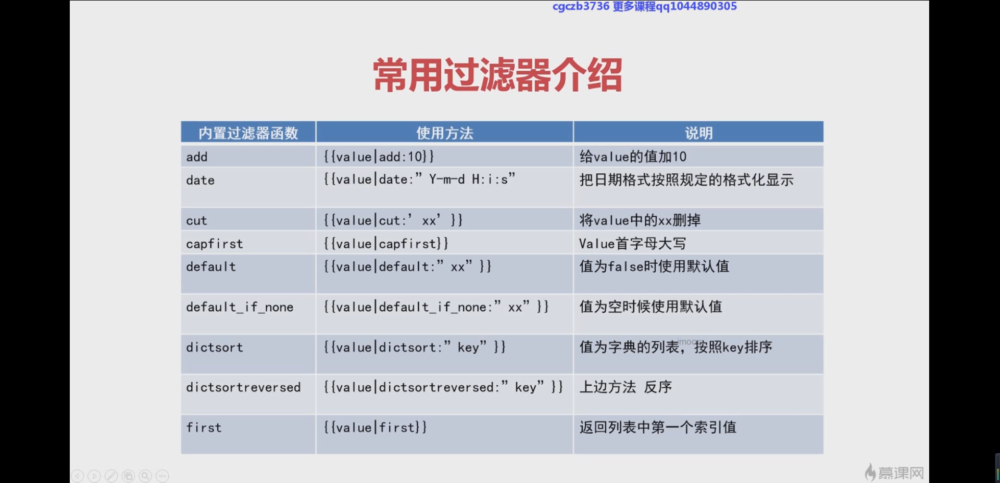 cgczb3736 更多课程qq1044890305
常用过滤器介绍
内置过滤器函数 使用方法 说明
add {{value|add:10}} 给value的值加10
date {{value|date:”Y-m-d H:i:s” 把日期格式按照规定的格式化显示
cut {{value|cut:’xx’}} 将value中的xx删掉
capfirst {{value|capfirst}} Value首字母大写
default {{value|default:”xx”}} 值为false时使用默认值
default_if_none {{value|default_if_none:”xx”}} 值为空时候使用默认值
dictsort {{value|dictsort:”key”}} 值为字典的列表，按照key排序
imooc
dictsortreversed {{value|dictsortreversed:”key”}} 上边方法 反序
first {{value|first}} 返回列表中第一个索引值
慕课网